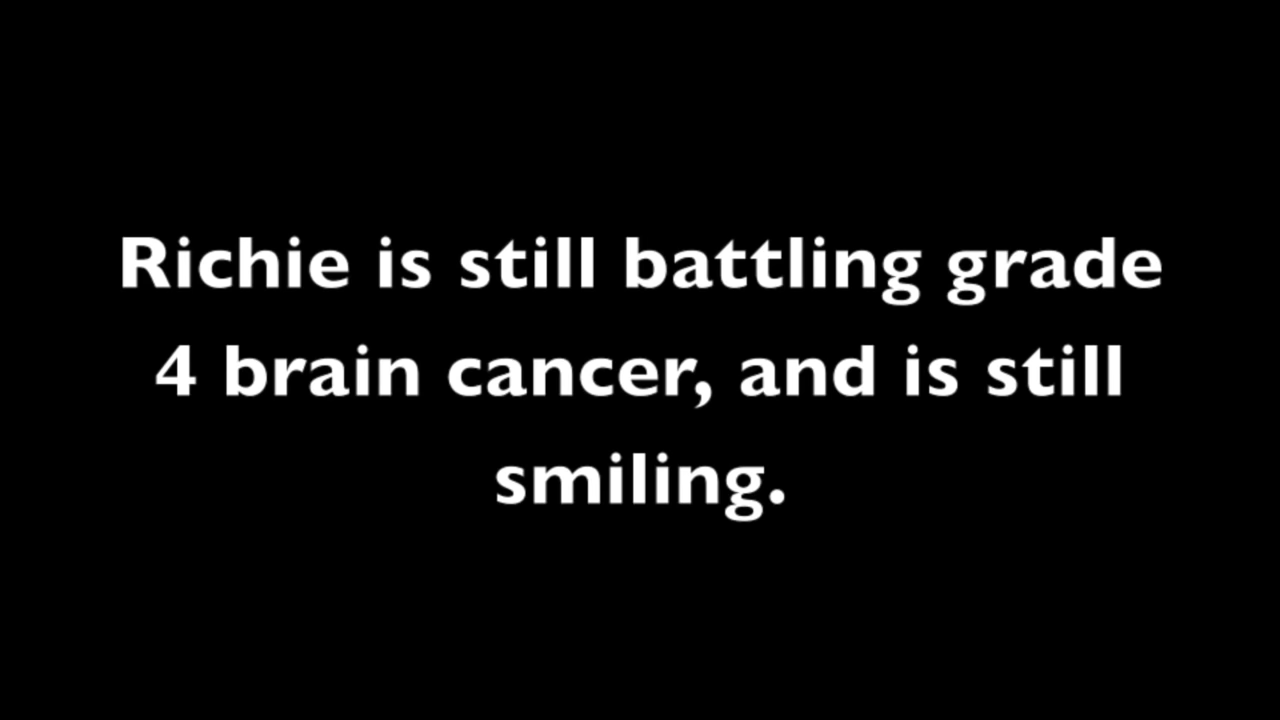 Richie is still battling grade
4 brain cancer, and is still
smiling.